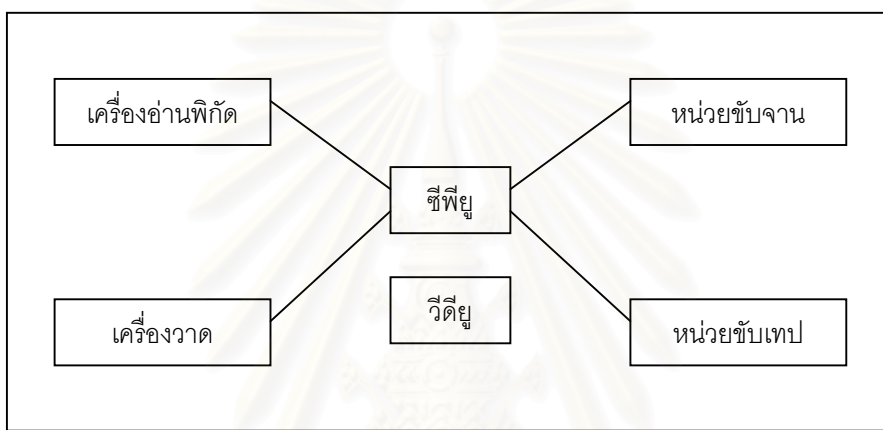 เครื่องอ่านพิกัด
หน่วยขับจาน
ซีพียู
วีดียู
เครื่องวาด
หน่วยขับเทป